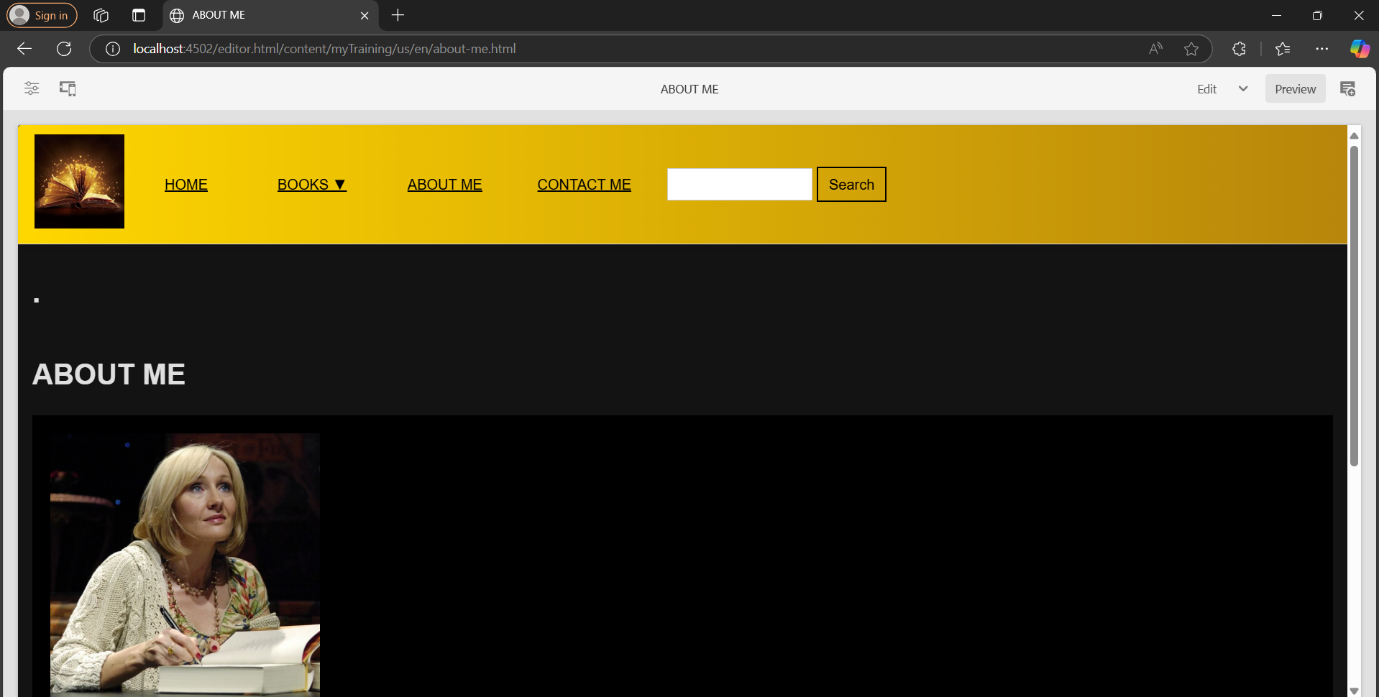 Sign in
ABOUT ME
localhost:4502/editor.html/content/myTraining/us/en/about-me.html
ABOUT ME
Edit
Preview
HOME
BOOKS ▼
ABOUT ME
CONTACT ME
Search
.
ABOUT ME